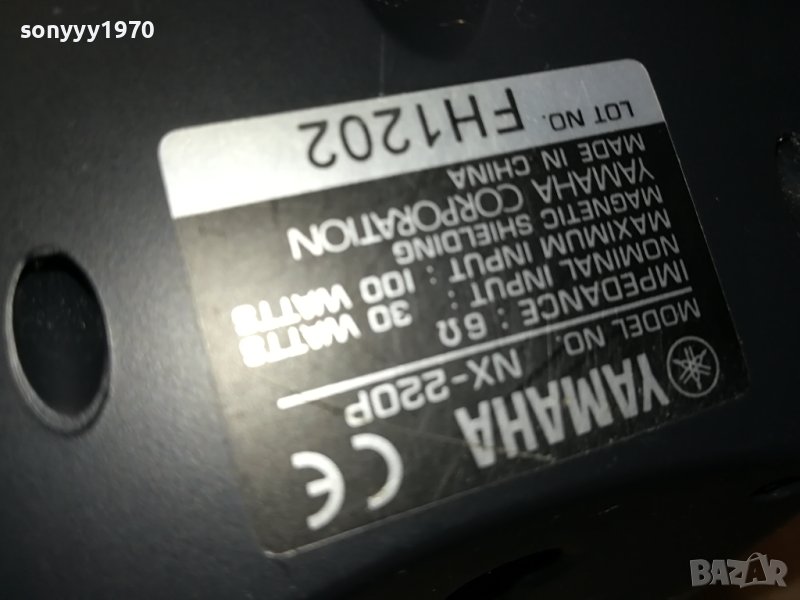 sonyyy1970
YAMAHA CE
MODEL NO. NX-220P
IMPEDANCE : 6Ω
NOMINAL INPUT : 30 WATTS
MAXIMUM INPUT : 100 WATTS
MAGNETIC SHIELDING
YAMAHA CORPORATION
MADE IN CHINA
LOT NO. FH1202
BAZAR